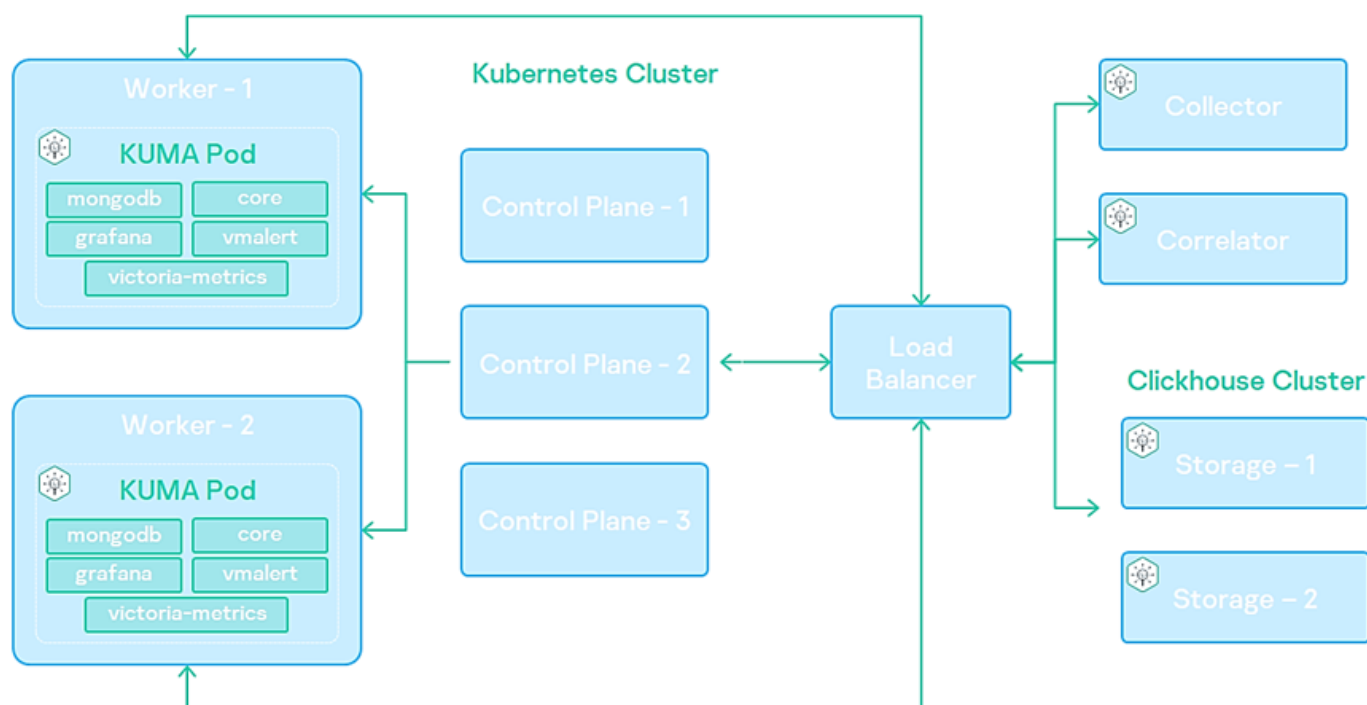 Worker - 1
KUMA Pod
mongodb
core
grafana
vmalert
victoria-metrics
Worker - 2
KUMA Pod
mongodb
core
grafana
vmalert
victoria-metrics
Kubernetes Cluster
Control Plane - 1
Control Plane - 2
Control Plane - 3
Load
Balancer
Collector
Correlator
Clickhouse Cluster
Storage – 1
Storage – 2